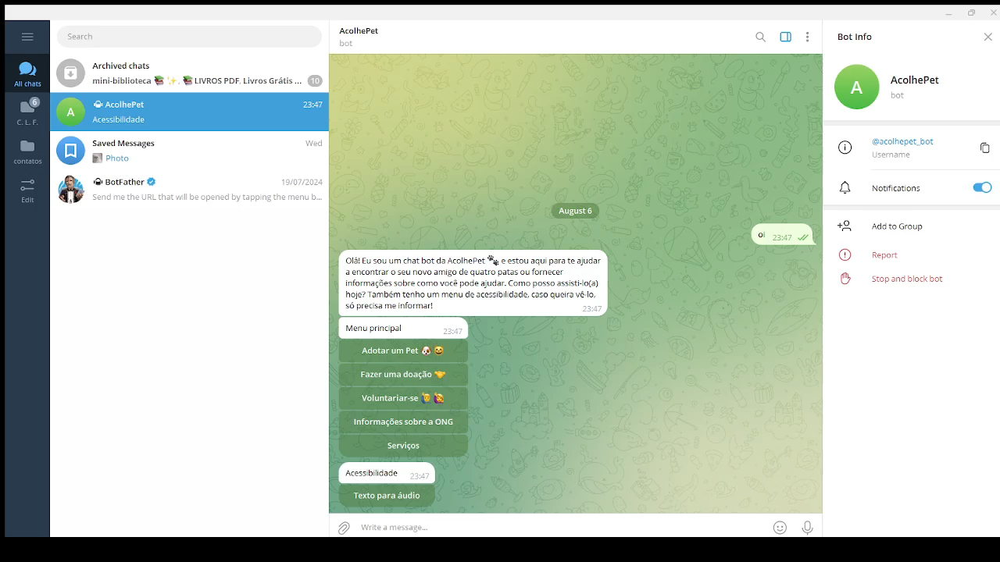 Search
All chats
6
C. L. F.
contatos
Edit
Archived chats
mini-biblioteca 📚 ✨. 📚 LIVROS PDF, Livros Grátis ... 10
AcolhePet 23:47
Acessibilidade
Saved Messages Wed
Photo
BotFather 19/07/2024
Send me the URL that will be opened by tapping the menu b...
A
AcolhePet
bot
August 6
oi 23:47
Olá! Eu sou um chat bot da AcolhePet 🐾 e estou aqui para te ajudar
a encontrar o seu novo amigo de quatro patas ou fornecer
informações sobre como você pode ajudar. Como posso assisti-lo(a)
hoje? Também tenho um menu de acessibilidade, caso queira vê-lo,
só precisa me informar!
23:47
Menu principal 23:47
Adotar um Pet 🐶 😄
Fazer uma doação 🤝
Voluntariar-se 🙋‍♂️ 🙋‍♀️
Informações sobre a ONG
Serviços
Acessibilidade 23:47
Texto para áudio
Write a message...
Bot Info
A
AcolhePet
bot
@acolhepet_bot
Username
Notifications
Add to Group
Report
Stop and block bot